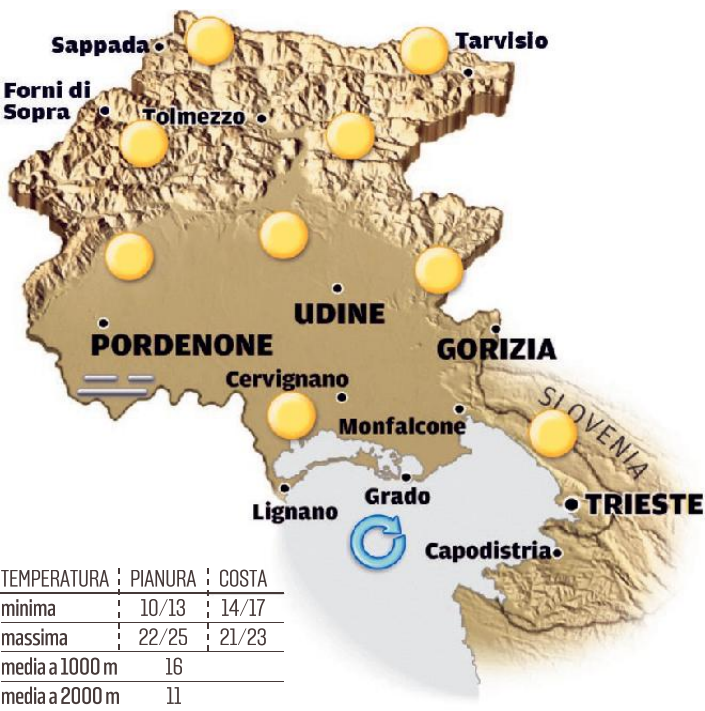 Sappada
Tarvisio
Forni di
Sopra
Tolmezzo
UDINE
PORDENONE
GORIZIA
Cervignano
SLOVENIA
Monfalcone
Grado
Lignano
TRIESTE
Capodistria
TEMPERATURA PIANURA COSTA
minima 10/13 14/17
massima 22/25 21/23
media a 1000 m 16
media a 2000 m 11